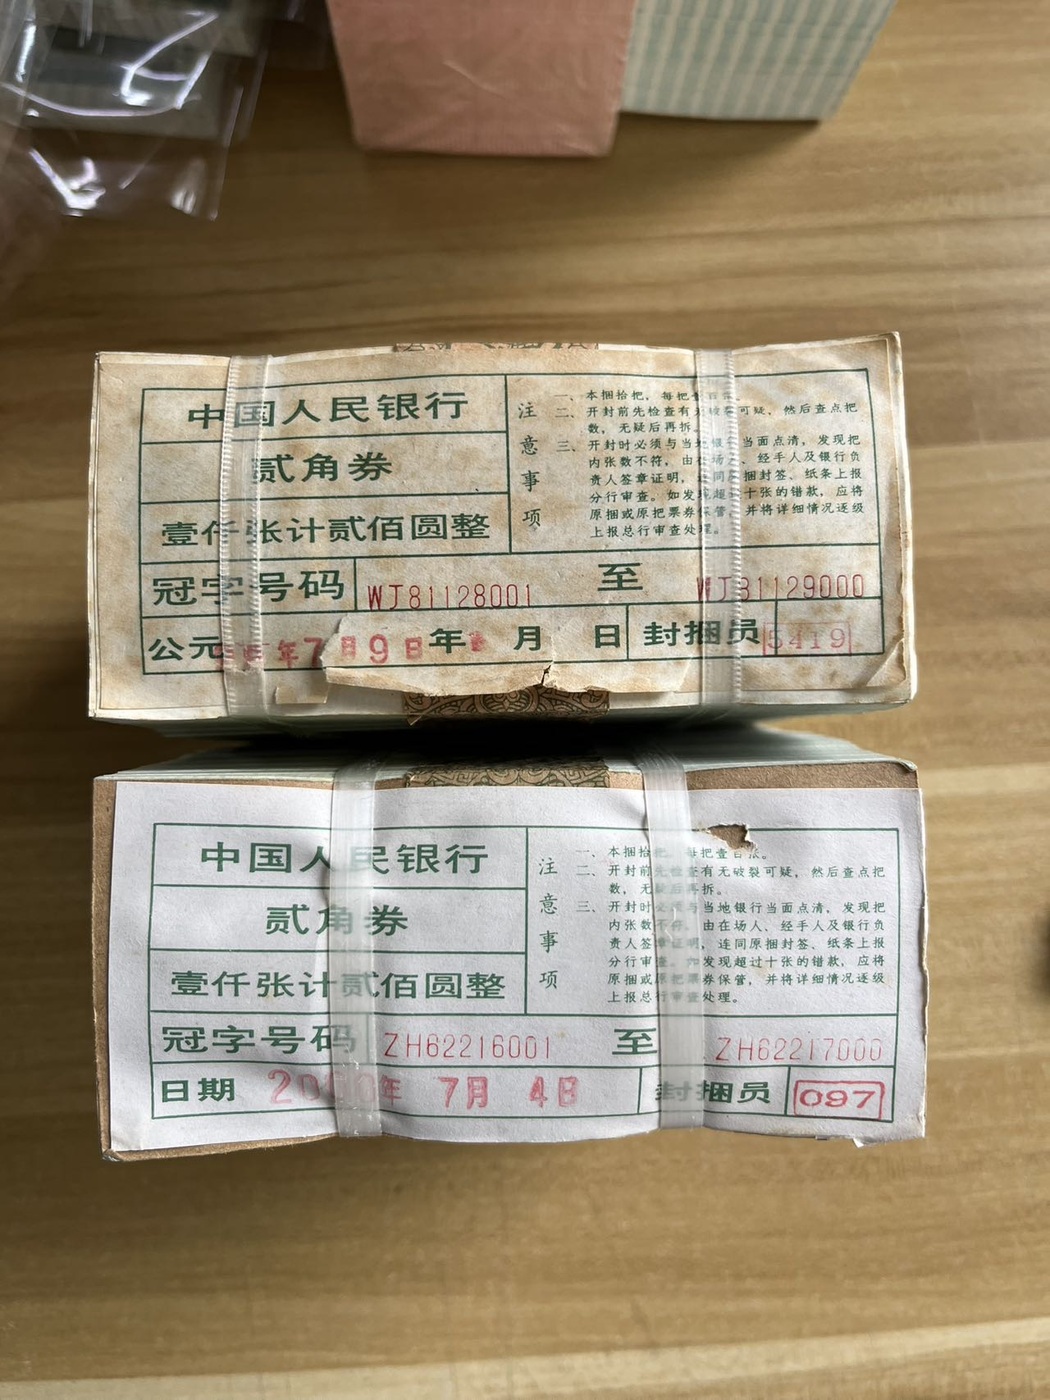 中国人民银行
贰角券
壹仟张计贰佰圆整
注意事项
一、本捆拾把，每把壹百张。
二、开封前先检查有无破裂可疑，然后查点把
数，无疑后再拆。
三、开封时必须与当地银行当面点清，发现把
内张数不符，由在场人、经手人及银行负
责人签章证明，连同原捆封签、纸条上报
分行审查。如发现超过十张的错款，应将
原捆或原把票券保管，并将详细情况逐级
上报总行审查处理。
冠字号码 WJ81128001 至 WJ81129000
公元 年7月9日年 月 日 封捆员 5419
中国人民银行
贰角券
壹仟张计贰佰圆整
注意事项
一、本捆拾把，每把壹百张。
二、开封前先检查有无破裂可疑，然后查点把
数，无疑后再拆。
三、开封时必须与当地银行当面点清，发现把
内张数不符，由在场人、经手人及银行负
责人签章证明，连同原捆封签、纸条上报
分行审查。如发现超过十张的错款，应将
原捆或原把票券保管，并将详细情况逐级
上报总行审查处理。
冠字号码 ZH62216001 至 ZH62217000
日期 年 7月 4日 封捆员 097